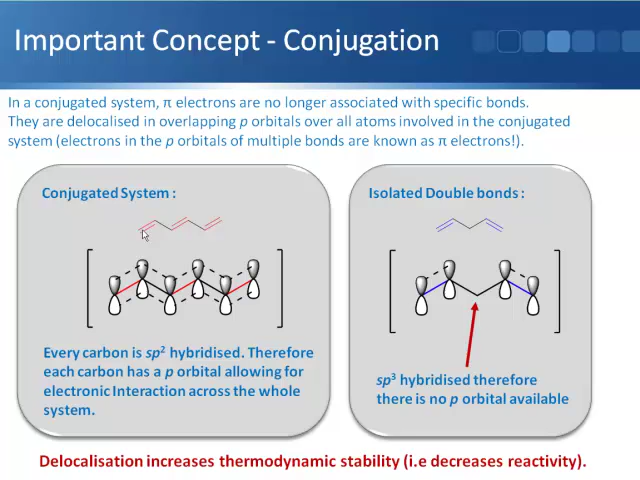 Important Concept - Conjugation
In a conjugated system, π electrons are no longer associated with specific bonds.
They are delocalised in overlapping p orbitals over all atoms involved in the conjugated
system (electrons in the p orbitals of multiple bonds are known as π electrons!).
Conjugated System :
Every carbon is sp² hybridised. Therefore
each carbon has a p orbital allowing for
electronic Interaction across the whole
system.
Isolated Double bonds :
sp³ hybridised therefore
there is no p orbital available
Delocalisation increases thermodynamic stability (i.e decreases reactivity).